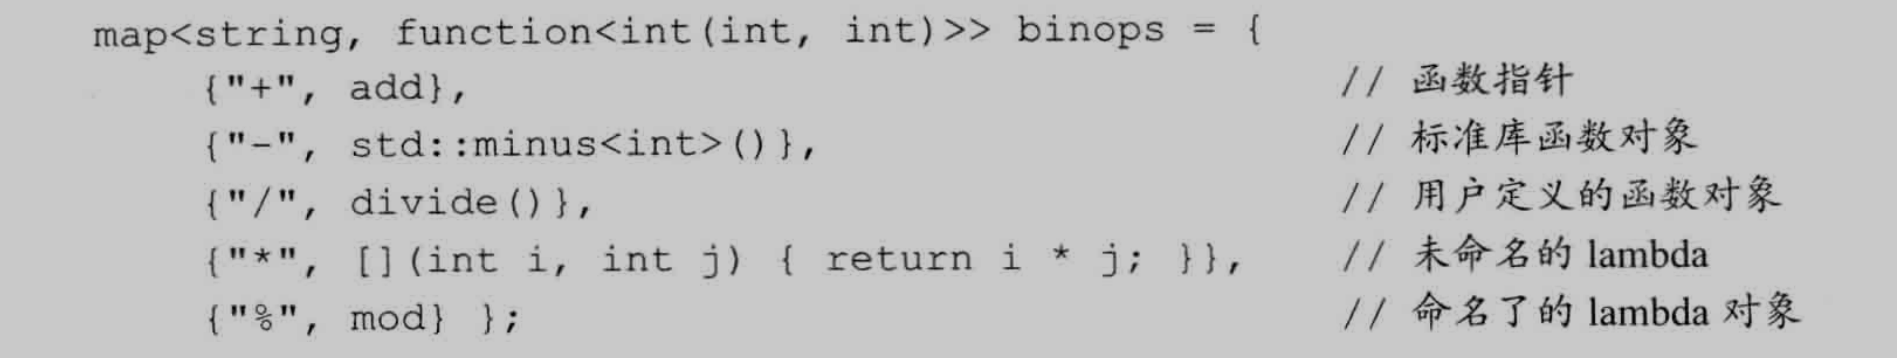 map<string, function<int(int, int)>> binops = {
{"+", add}, // 函数指针
{"-", std::minus<int>()}, // 标准库函数对象
{"/", divide()}, // 用户定义的函数对象
{"*", [](int i, int j) { return i * j; }}, // 未命名的 lambda
{"%", mod} }; // 命名了的 lambda 对象